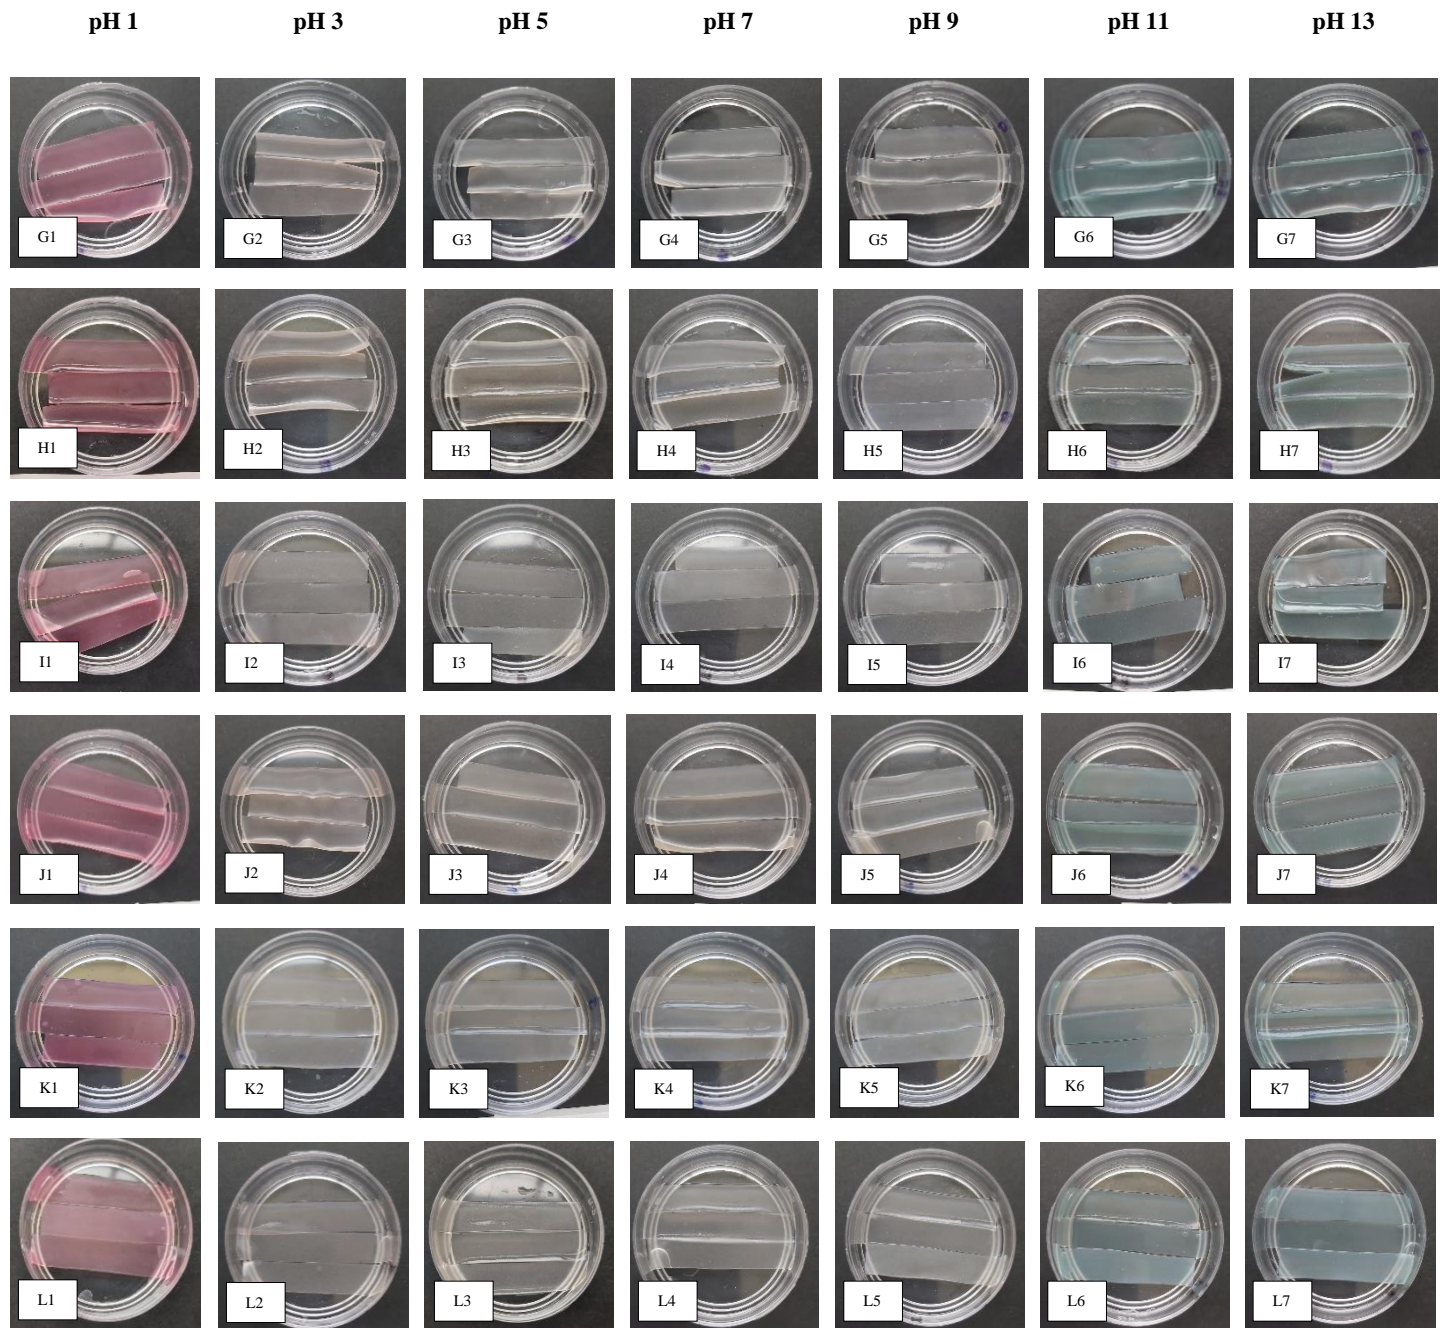 pH 1 pH 3 pH 5 pH 7 pH 9 pH 11 pH 13
G1 G2 G3 G4 G5 G6 G7
H1 H2 H3 H4 H5 H6 H7
I1 I2 I3 I4 I5 I6 I7
J1 J2 J3 J4 J5 J6 J7
K1 K2 K3 K4 K5 K6 K7
L1 L2 L3 L4 L5 L6 L7